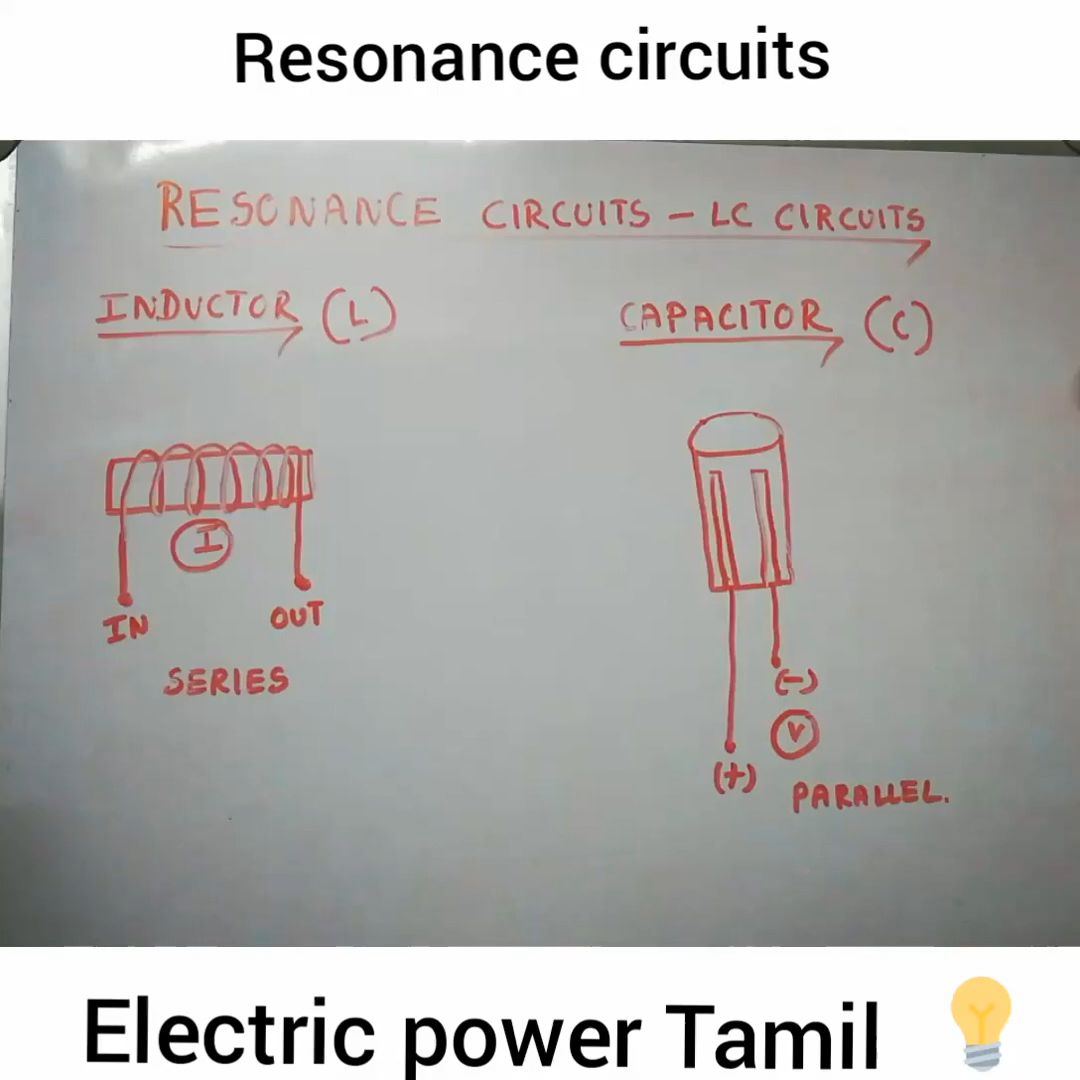 Resonance circuits
RESONANCE CIRCUITS - LC CIRCUITS
INDUCTOR (L)
CAPACITOR (C)
I
IN
OUT
SERIES
(-)
V
(+)
PARALLEL.
Electric power Tamil